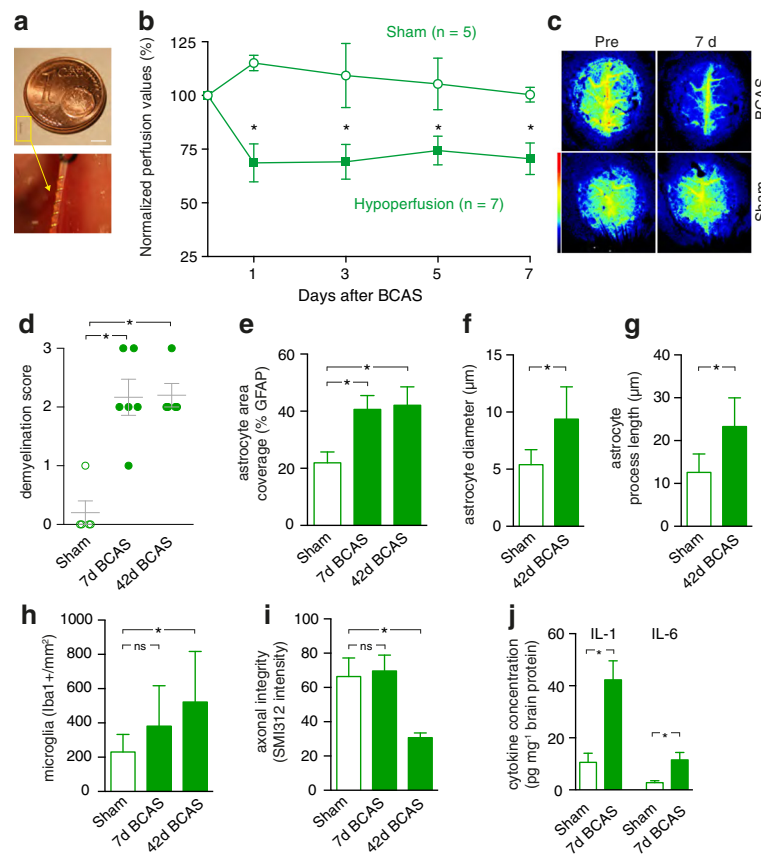 a
b
c
125
100
75
50
25
Normalized perfusion values (%)
Sham (n = 5)
* * * *
Hypoperfusion (n = 7)
1 3 5 7
Days after BCAS
Pre 7 d
BCAS
Sham
d
demyelination score
3
2
1
0
*
*
Sham
7d BCAS
42d BCAS
e
astrocyte area
coverage (% GFAP)
60
40
20
0
*
*
Sham
7d BCAS
42d BCAS
f
astrocyte diameter (µm)
15
10
5
0
*
Sham
42d BCAS
g
astrocyte
process length (µm)
40
30
20
10
0
*
Sham
42d BCAS
h
microglia (Iba1+/mm²)
1000
800
600
400
200
0
*
ns
Sham
7d BCAS
42d BCAS
i
axonal integrity
(SMI312 intensity)
100
80
60
40
20
0
*
ns
Sham
7d BCAS
42d BCAS
j
cytokine concentration
(pg mg⁻¹ brain protein)
IL-1 IL-6
60
40
20
0
*
*
Sham
7d BCAS
Sham
7d BCAS